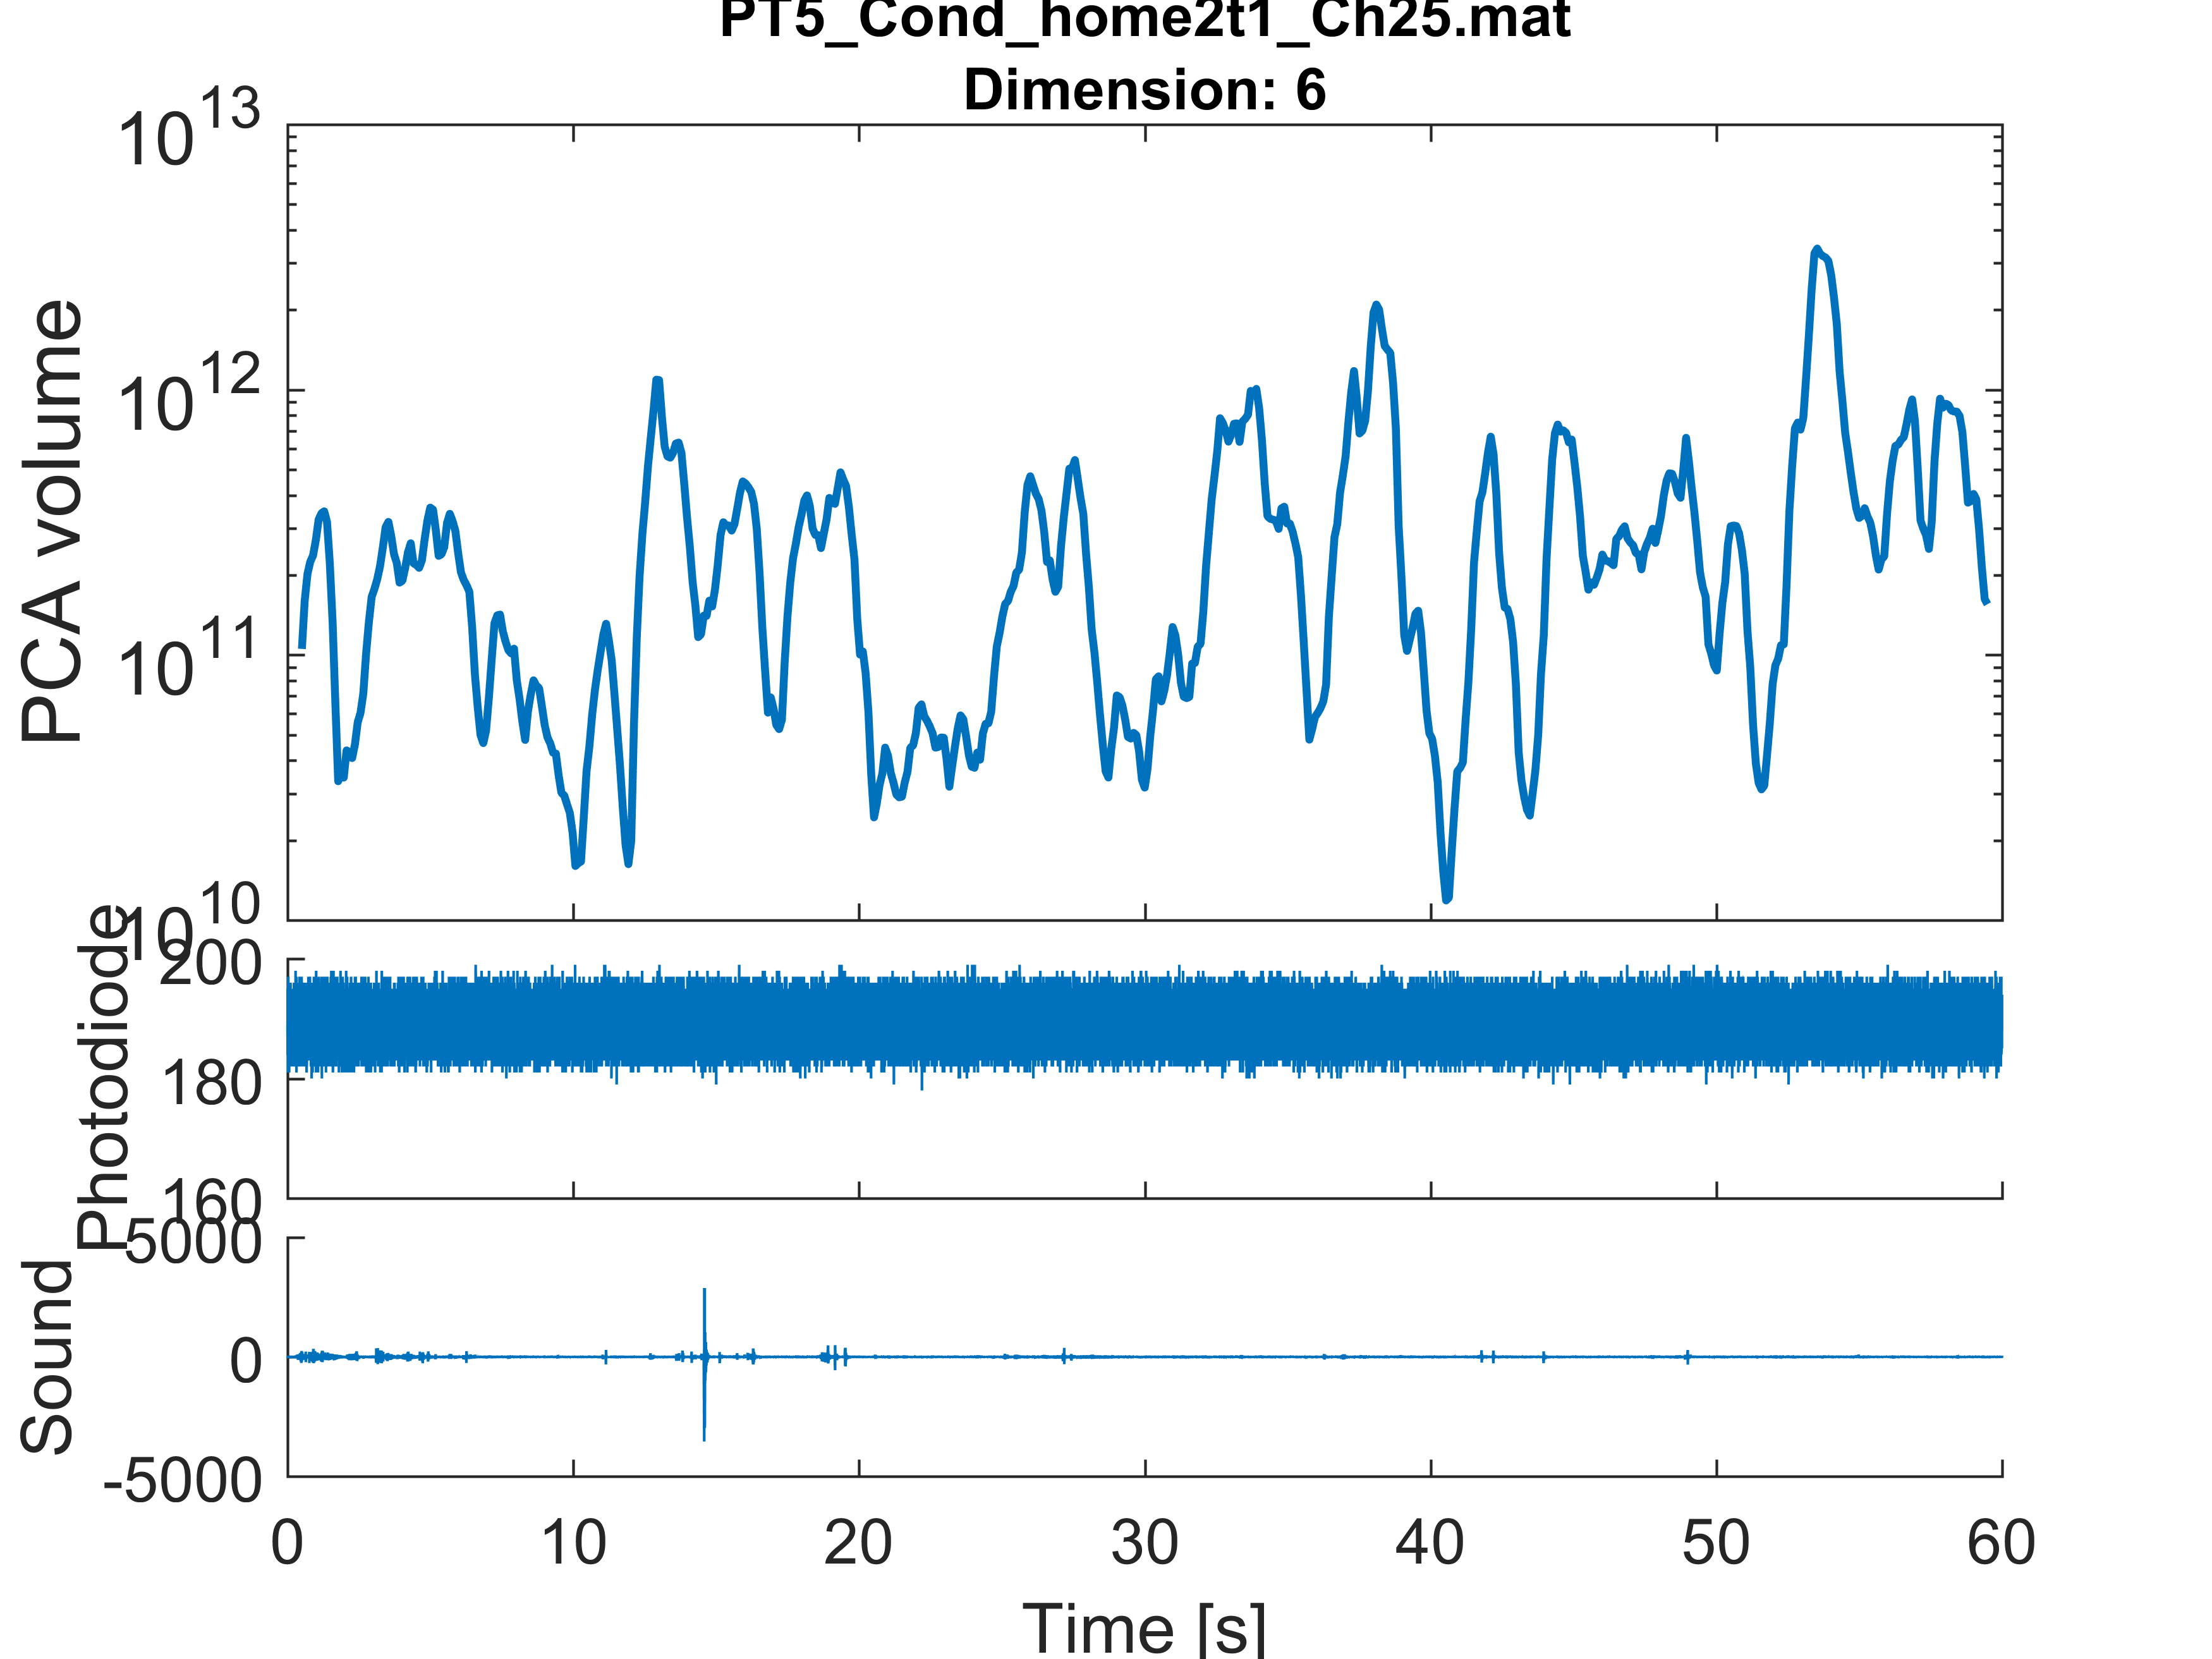 PT5_Cond_home2t1_Ch25.mat
Dimension: 6
PCA volume
10^13
10^12
10^11
10^10
Photodiode
200
180
160
Sound
5000
0
-5000
0 10 20 30 40 50 60
Time [s]